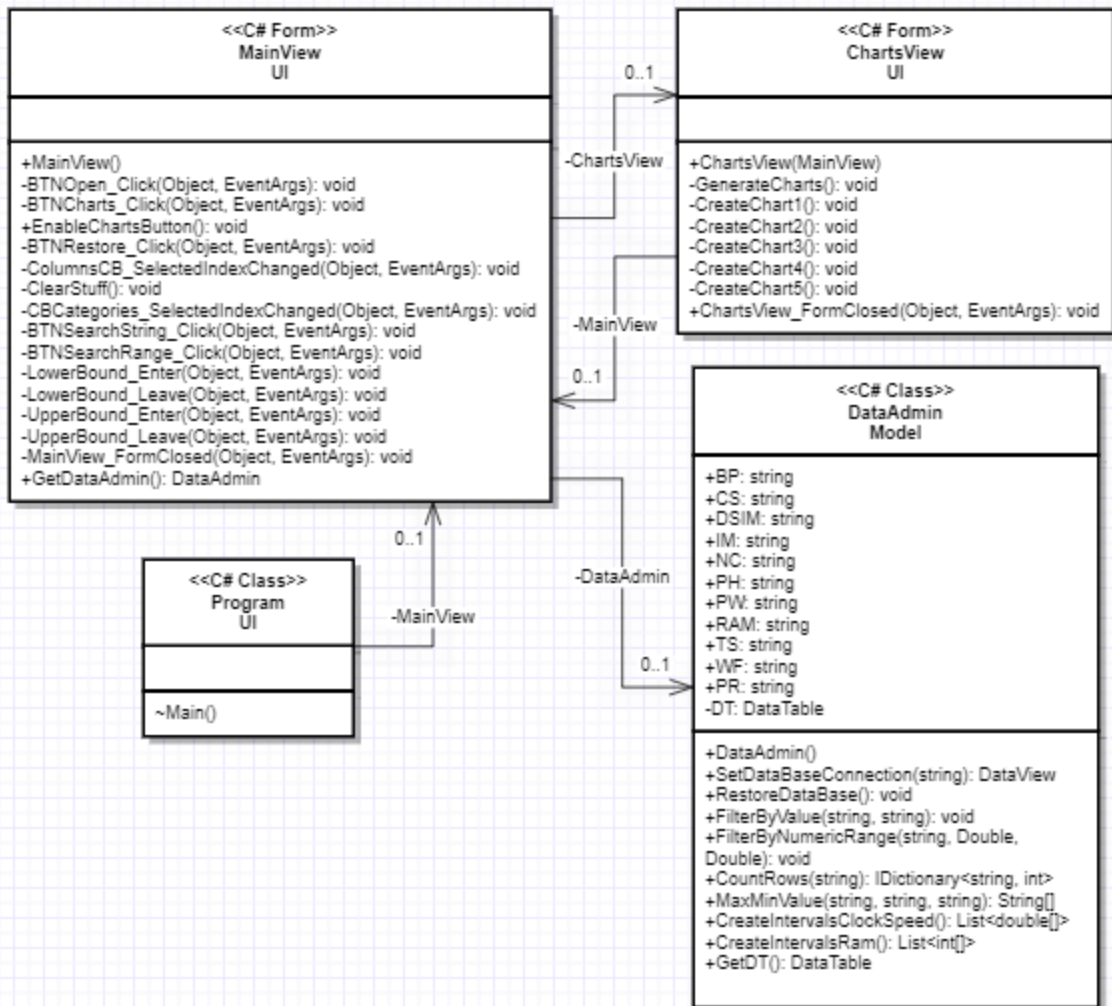 <<C# Form>>
MainView
UI
+MainView()
-BTNOpen_Click(Object, EventArgs): void
-BTNCharts_Click(Object, EventArgs): void
+EnableChartsButton(): void
-BTNRestore_Click(Object, EventArgs): void
-ColumnsCB_SelectedIndexChanged(Object, EventArgs): void
-ClearStuff(): void
-CBCategories_SelectedIndexChanged(Object, EventArgs): void
-BTNSearchString_Click(Object, EventArgs): void
-BTNSearchRange_Click(Object, EventArgs): void
-LowerBound_Enter(Object, EventArgs): void
-LowerBound_Leave(Object, EventArgs): void
-UpperBound_Enter(Object, EventArgs): void
-UpperBound_Leave(Object, EventArgs): void
-MainView_FormClosed(Object, EventArgs): void
+GetDataAdmin(): DataAdmin
0..1
-ChartsView
-MainView
0..1
<<C# Form>>
ChartsView
UI
+ChartsView(MainView)
-GenerateCharts(): void
-CreateChart1(): void
-CreateChart2(): void
-CreateChart3(): void
-CreateChart4(): void
-CreateChart5(): void
+ChartsView_FormClosed(Object, EventArgs): void
0..1
-MainView
<<C# Class>>
Program
UI
~Main()
-DataAdmin
0..1
<<C# Class>>
DataAdmin
Model
+BP: string
+CS: string
+DSIM: string
+IM: string
+NC: string
+PH: string
+PW: string
+RAM: string
+TS: string
+WF: string
+PR: string
-DT: DataTable
+DataAdmin()
+SetDataBaseConnection(string): DataView
+RestoreDataBase(): void
+FilterByValue(string, string): void
+FilterByNumericRange(string, Double,
Double): void
+CountRows(string): IDictionary<string, int>
+MaxMinValue(string, string, string): String[]
+CreateIntervalsClockSpeed(): List<double[]>
+CreateIntervalsRam(): List<int[]>
+GetDT(): DataTable